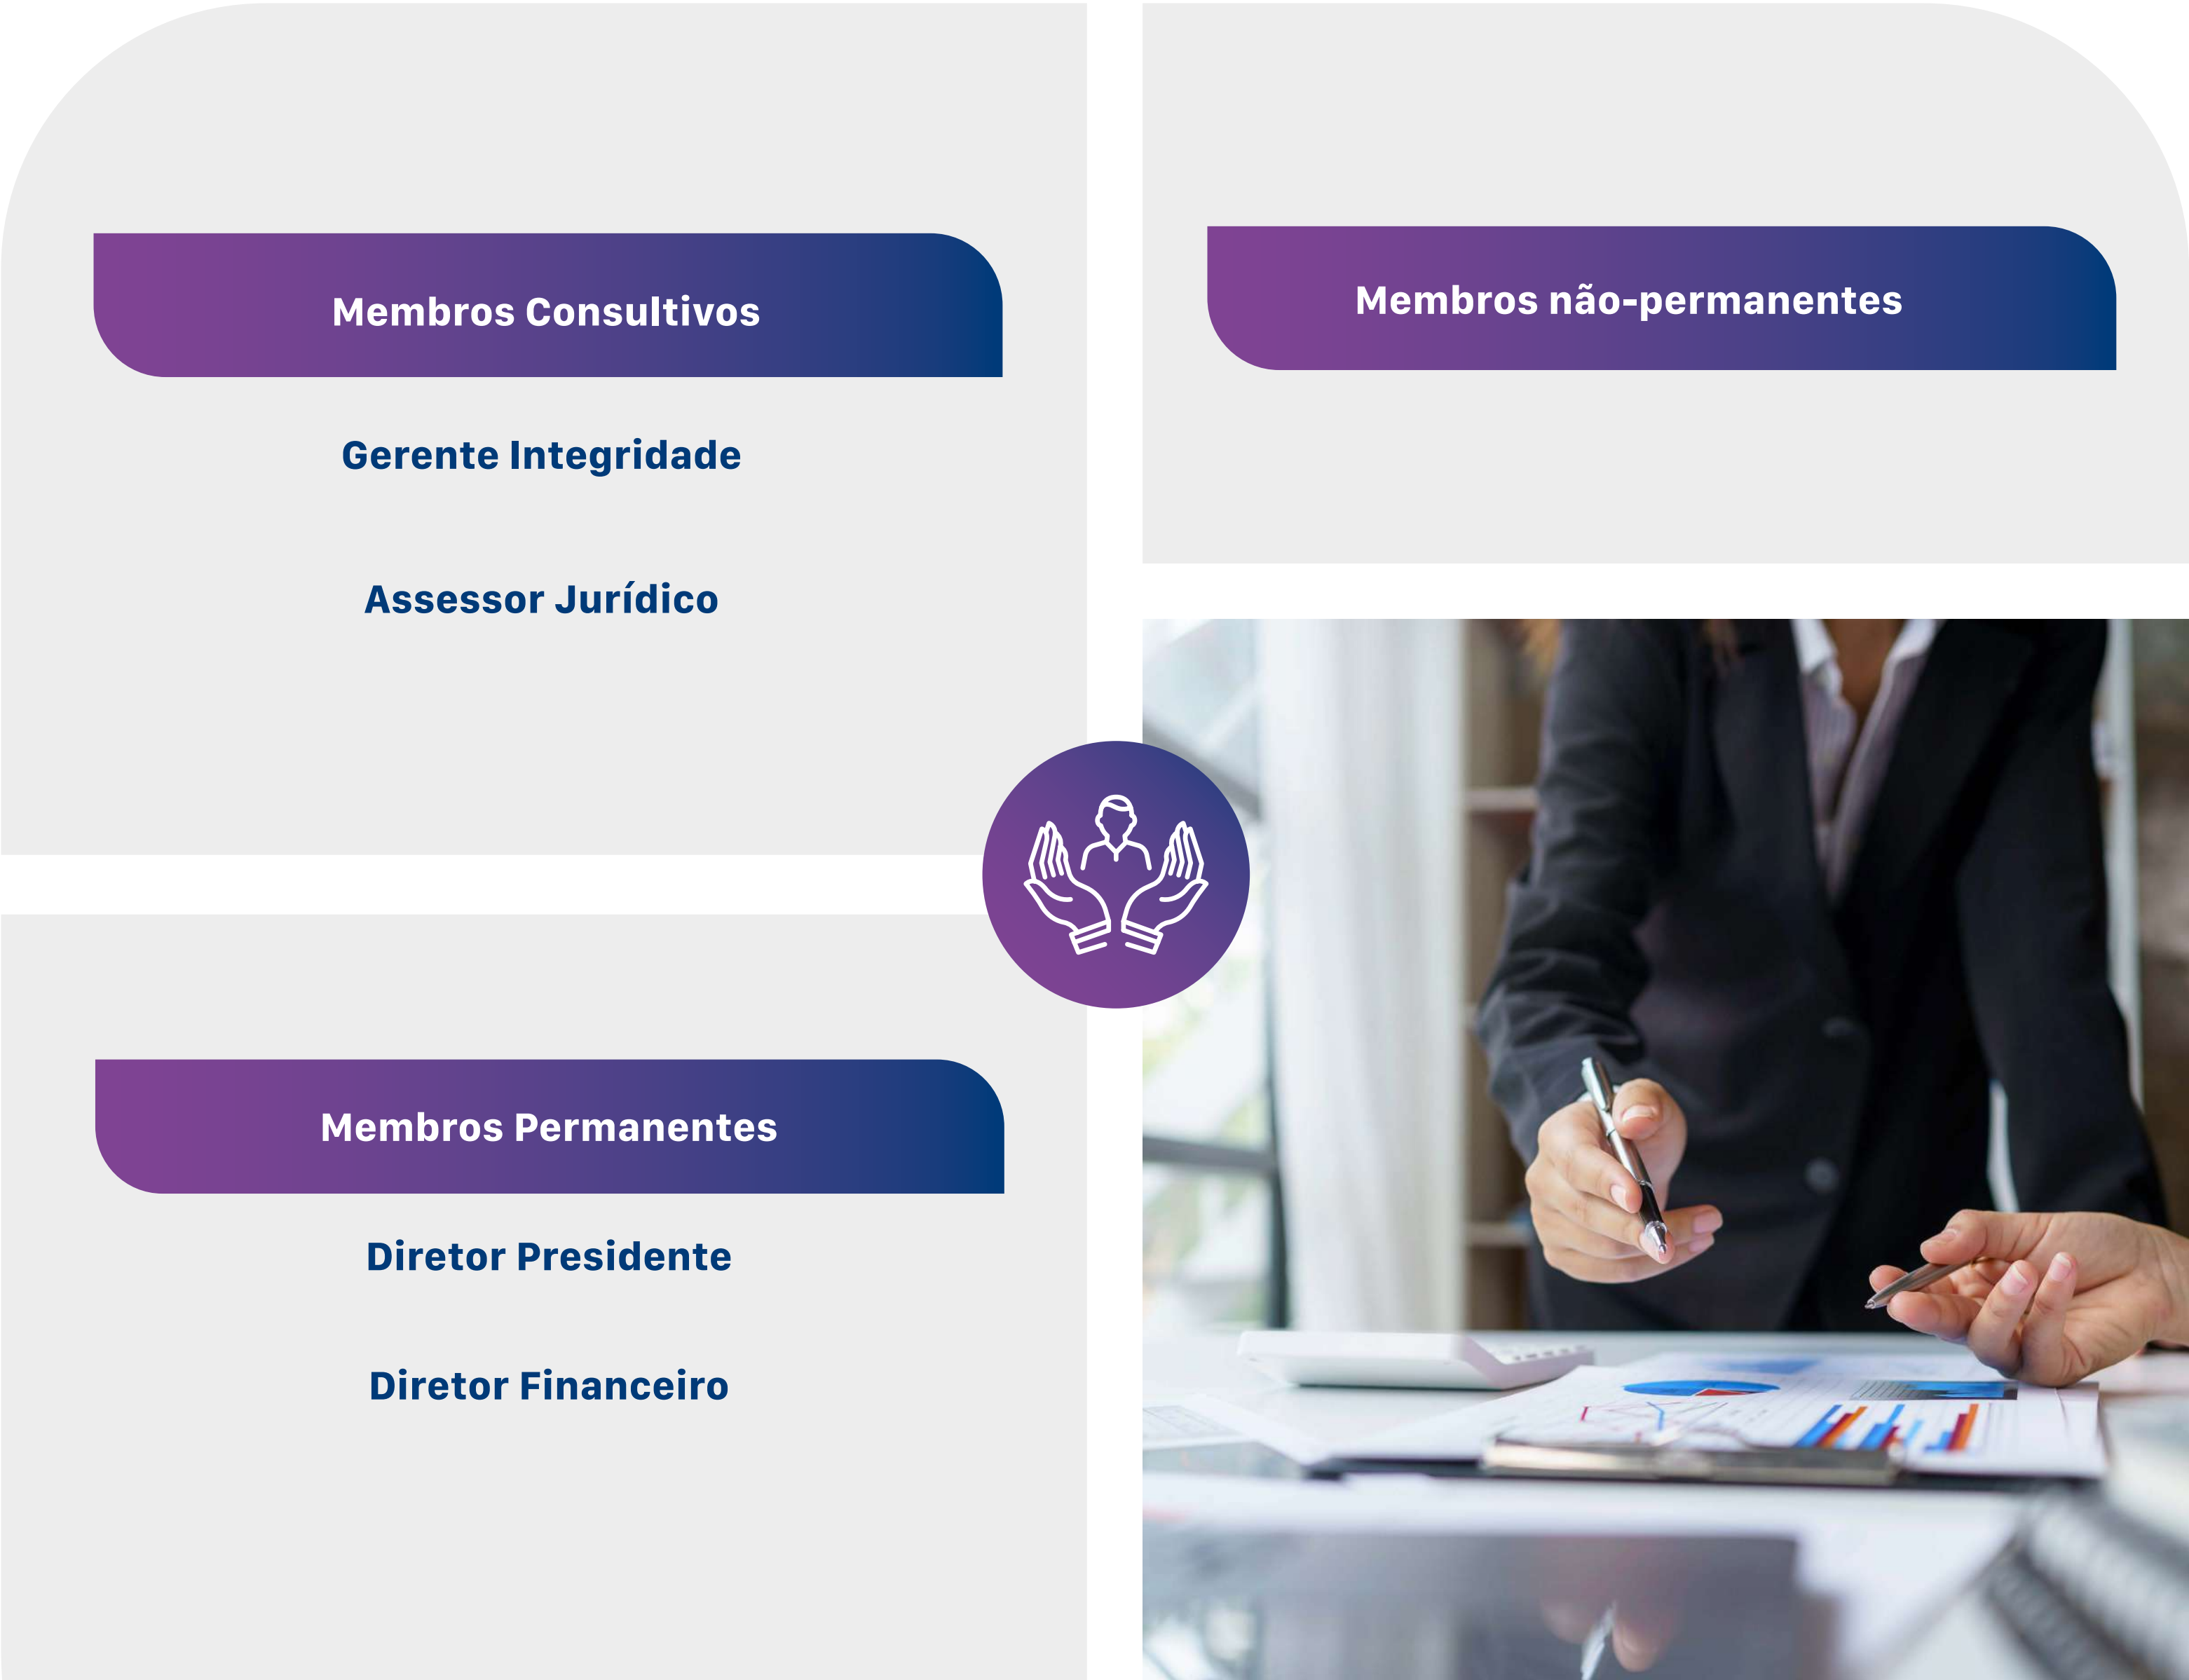 Membros Consultivos
Gerente Integridade
Assessor Jurídico
Membros não-permanentes
Membros Permanentes
Diretor Presidente
Diretor Financeiro